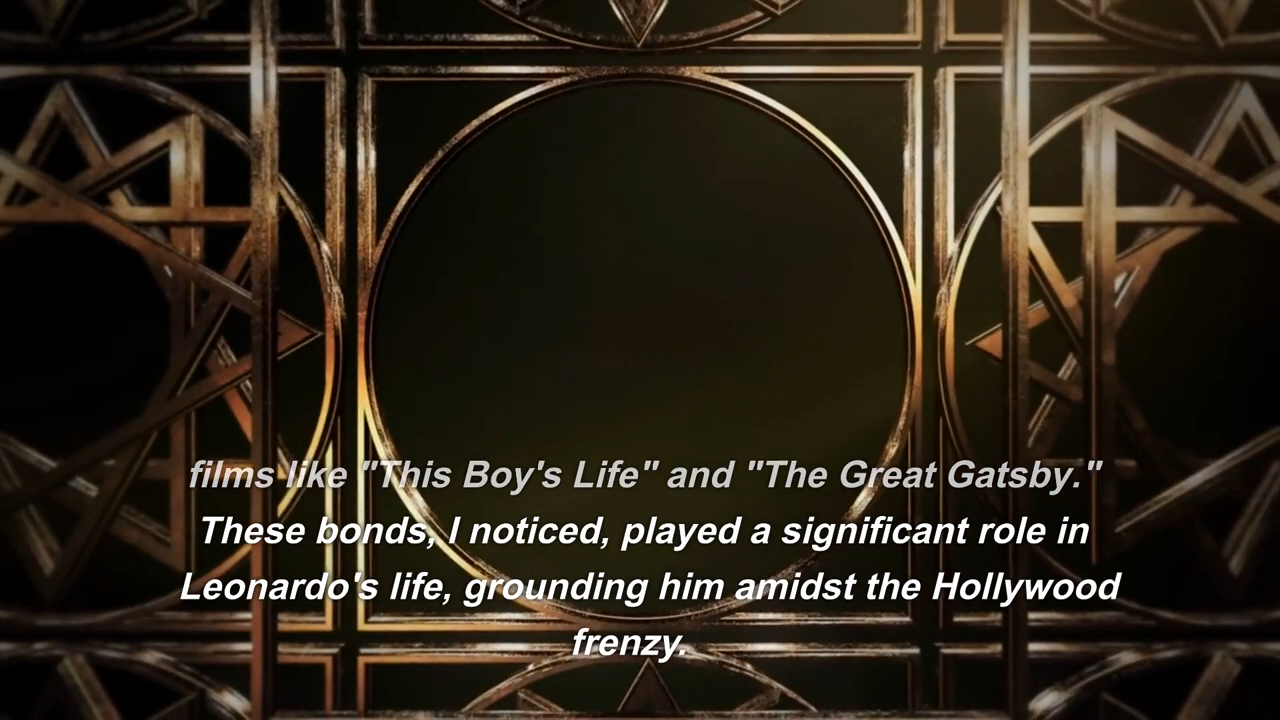 films like "This Boy's Life" and "The Great Gatsby."
These bonds, I noticed, played a significant role in
Leonardo's life, grounding him amidst the Hollywood
frenzy.